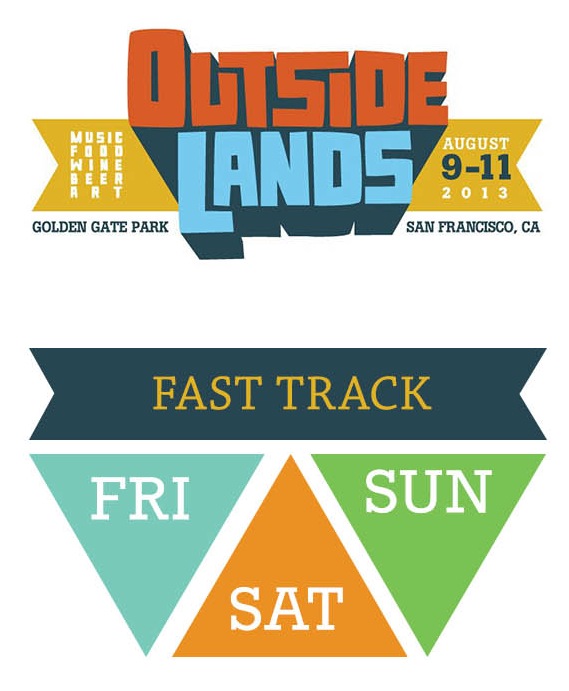 OUTSIDE
LANDS
MUSIC
FOOD
WINE
BEER
ART
AUGUST
9-11
2013
GOLDEN GATE PARK
SAN FRANCISCO, CA
FAST TRACK
FRI
SAT
SUN